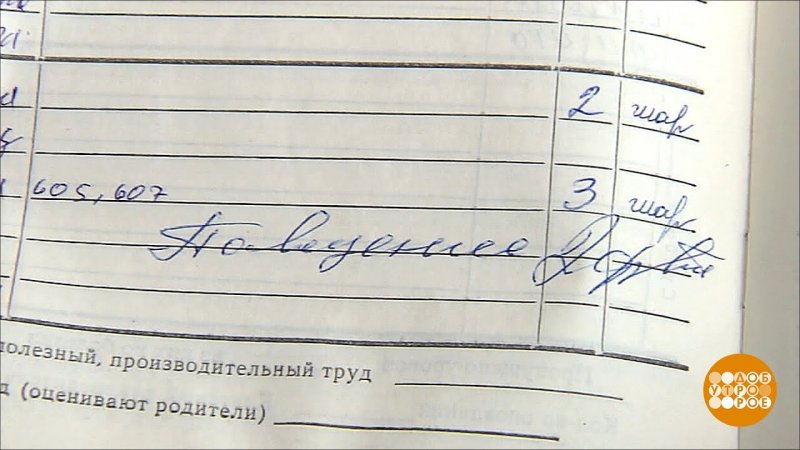 2 шар
605, 607 3 шар
Поведение 2
полезный, производительный труд
д (оценивают родители)
ДОБ
УТРО
РОЕ